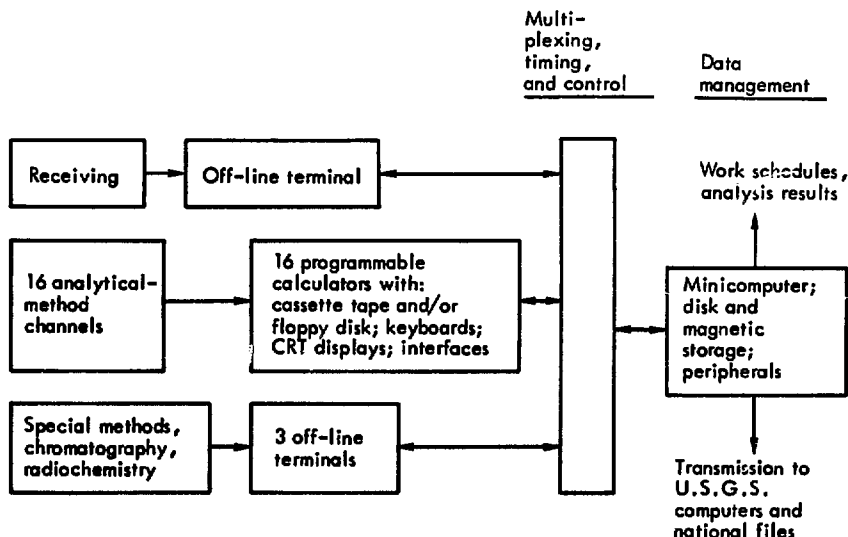 Multi-
plexing,
timing,
and control
Data
management
Receiving
Off-line terminal
Work schedules,
analysis results
16 analytical-
method
channels
16 programmable
calculators with:
cassette tape and/or
floppy disk; keyboards;
CRT displays; interfaces
Minicomputer;
disk and
magnetic
storage;
peripherals
Special methods,
chromatography,
radiochemistry
3 off-line
terminals
Transmission to
U.S.G.S.
computers and
national files